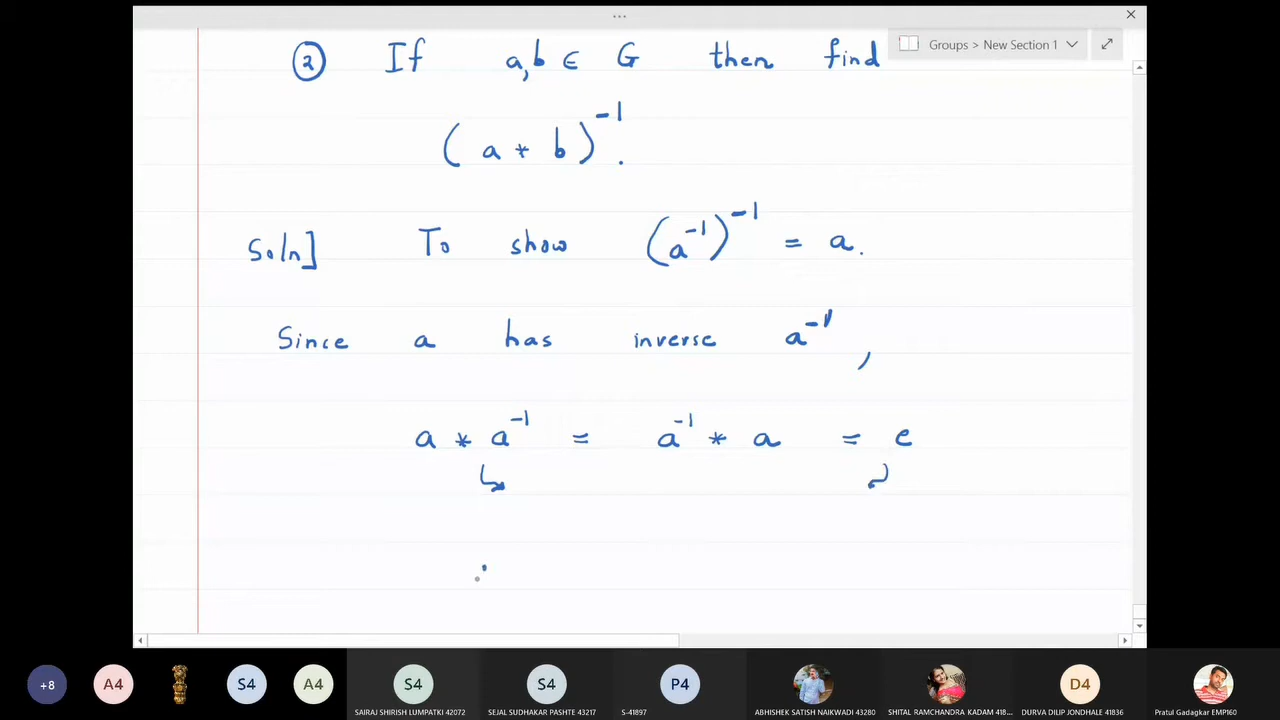 Groups > New Section 1
② If a,b ∈ G then find
(a * b)⁻¹.
Soln] To show (a⁻¹)⁻¹ = a.
Since a has inverse a⁻¹,
a * a⁻¹ = a⁻¹ * a = e
+8 A4 S4 A4 S4 S4 P4 D4
SAIRAJ SHIRISH LUMPATKI 42072 SEJAL SUDHAKAR PASHTE 43217 S-41897 ABHISHEK SATISH NAIKWADI 43280 SHITAL RAMCHANDRA KADAM 418... DURVA DILIP JONDHALE 41836 Pratul Gadagkar EMP160